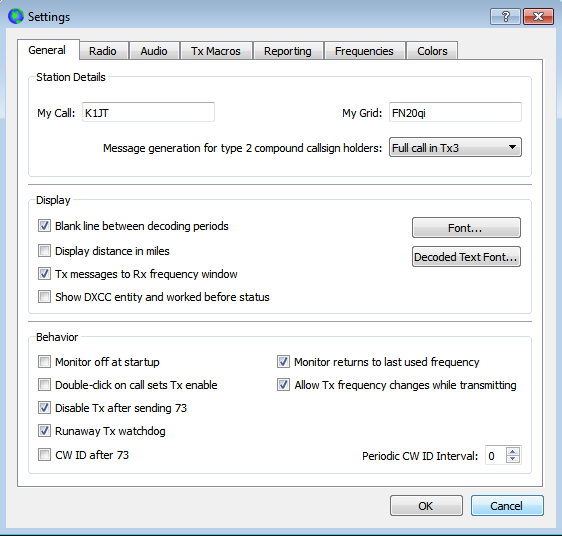 Settings
?
General Radio Audio Tx Macros Reporting Frequencies Colors
Station Details
My Call: K1JT My Grid: FN20qi
Message generation for type 2 compound callsign holders: Full call in Tx3
Display
Blank line between decoding periods Font...
Display distance in miles Decoded Text Font...
Tx messages to Rx frequency window
Show DXCC entity and worked before status
Behavior
Monitor off at startup Monitor returns to last used frequency
Double-click on call sets Tx enable Allow Tx frequency changes while transmitting
Disable Tx after sending 73
Runaway Tx watchdog
CW ID after 73 Periodic CW ID Interval: 0
OK Cancel